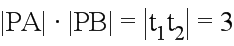 |PA| · |PB| = |t₁t₂| = 3